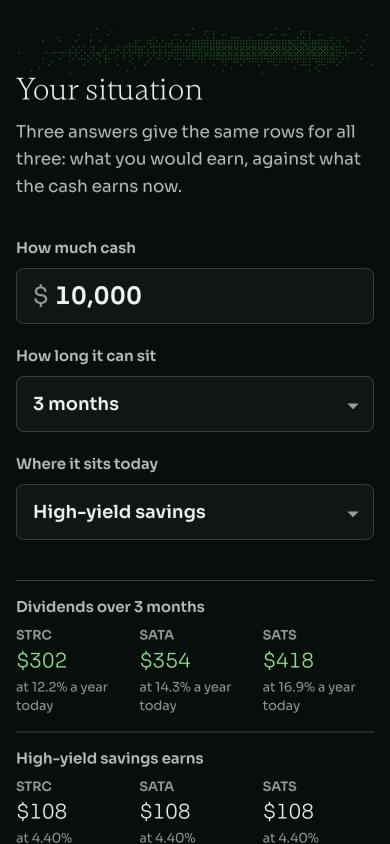 Your situation
Three answers give the same rows for all
three: what you would earn, against what
the cash earns now.
How much cash
$ 10,000
How long it can sit
3 months
Where it sits today
High-yield savings
Dividends over 3 months
STRC SATA SATS
$302 $354 $418
at 12.2% a year at 14.3% a year at 16.9% a year
today today today
High-yield savings earns
STRC SATA SATS
$108 $108 $108
at 4.40% at 4.40% at 4.40%